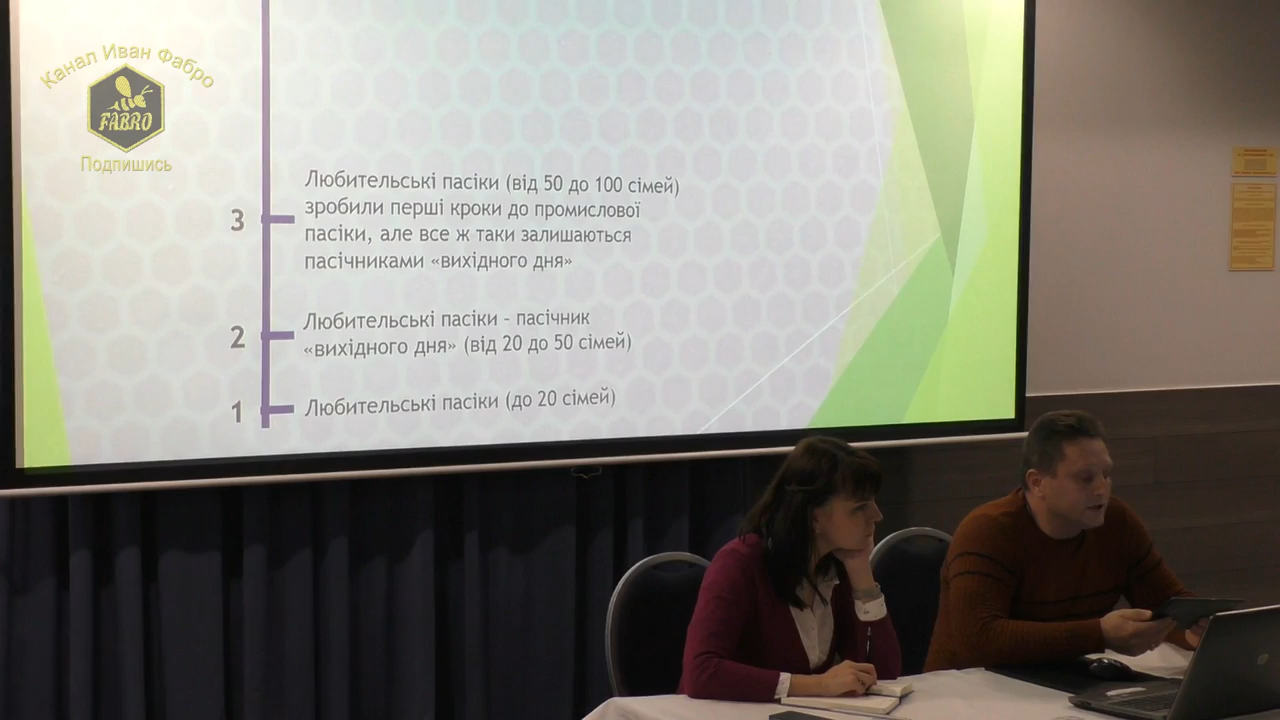 Канал Иван Фабро
FABRO
Подпишись
3
Любительські пасіки (від 50 до 100 сімей)
зробили перші кроки до промислової
пасіки, але все ж таки залишаються
пасічниками «вихідного дня»
2
Любительські пасіки – пасічник
«вихідного дня» (від 20 до 50 сімей)
1
Любительські пасіки (до 20 сімей)